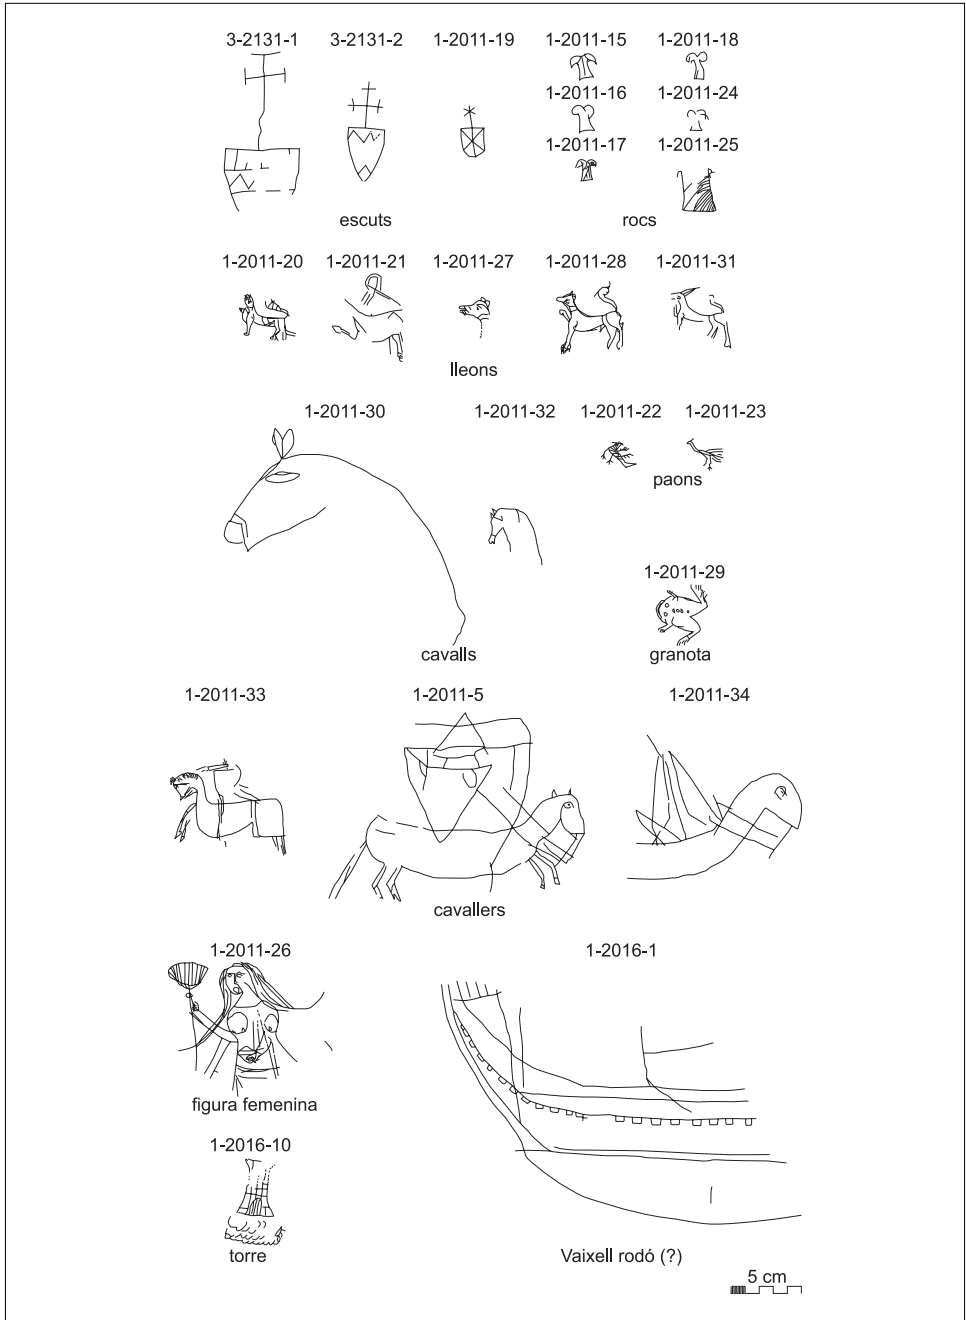 3-2131-1 3-2131-2 1-2011-19 1-2011-15 1-2011-18
1-2011-16 1-2011-24
1-2011-17 1-2011-25
escuts rocs
1-2011-20 1-2011-21 1-2011-27 1-2011-28 1-2011-31
lleons
1-2011-30 1-2011-32 1-2011-22 1-2011-23
paons
1-2011-29
cavalls granota
1-2011-33 1-2011-5 1-2011-34
cavallers
1-2011-26 1-2016-1
figura femenina
1-2016-10
torre Vaixell rodó (?)
5 cm